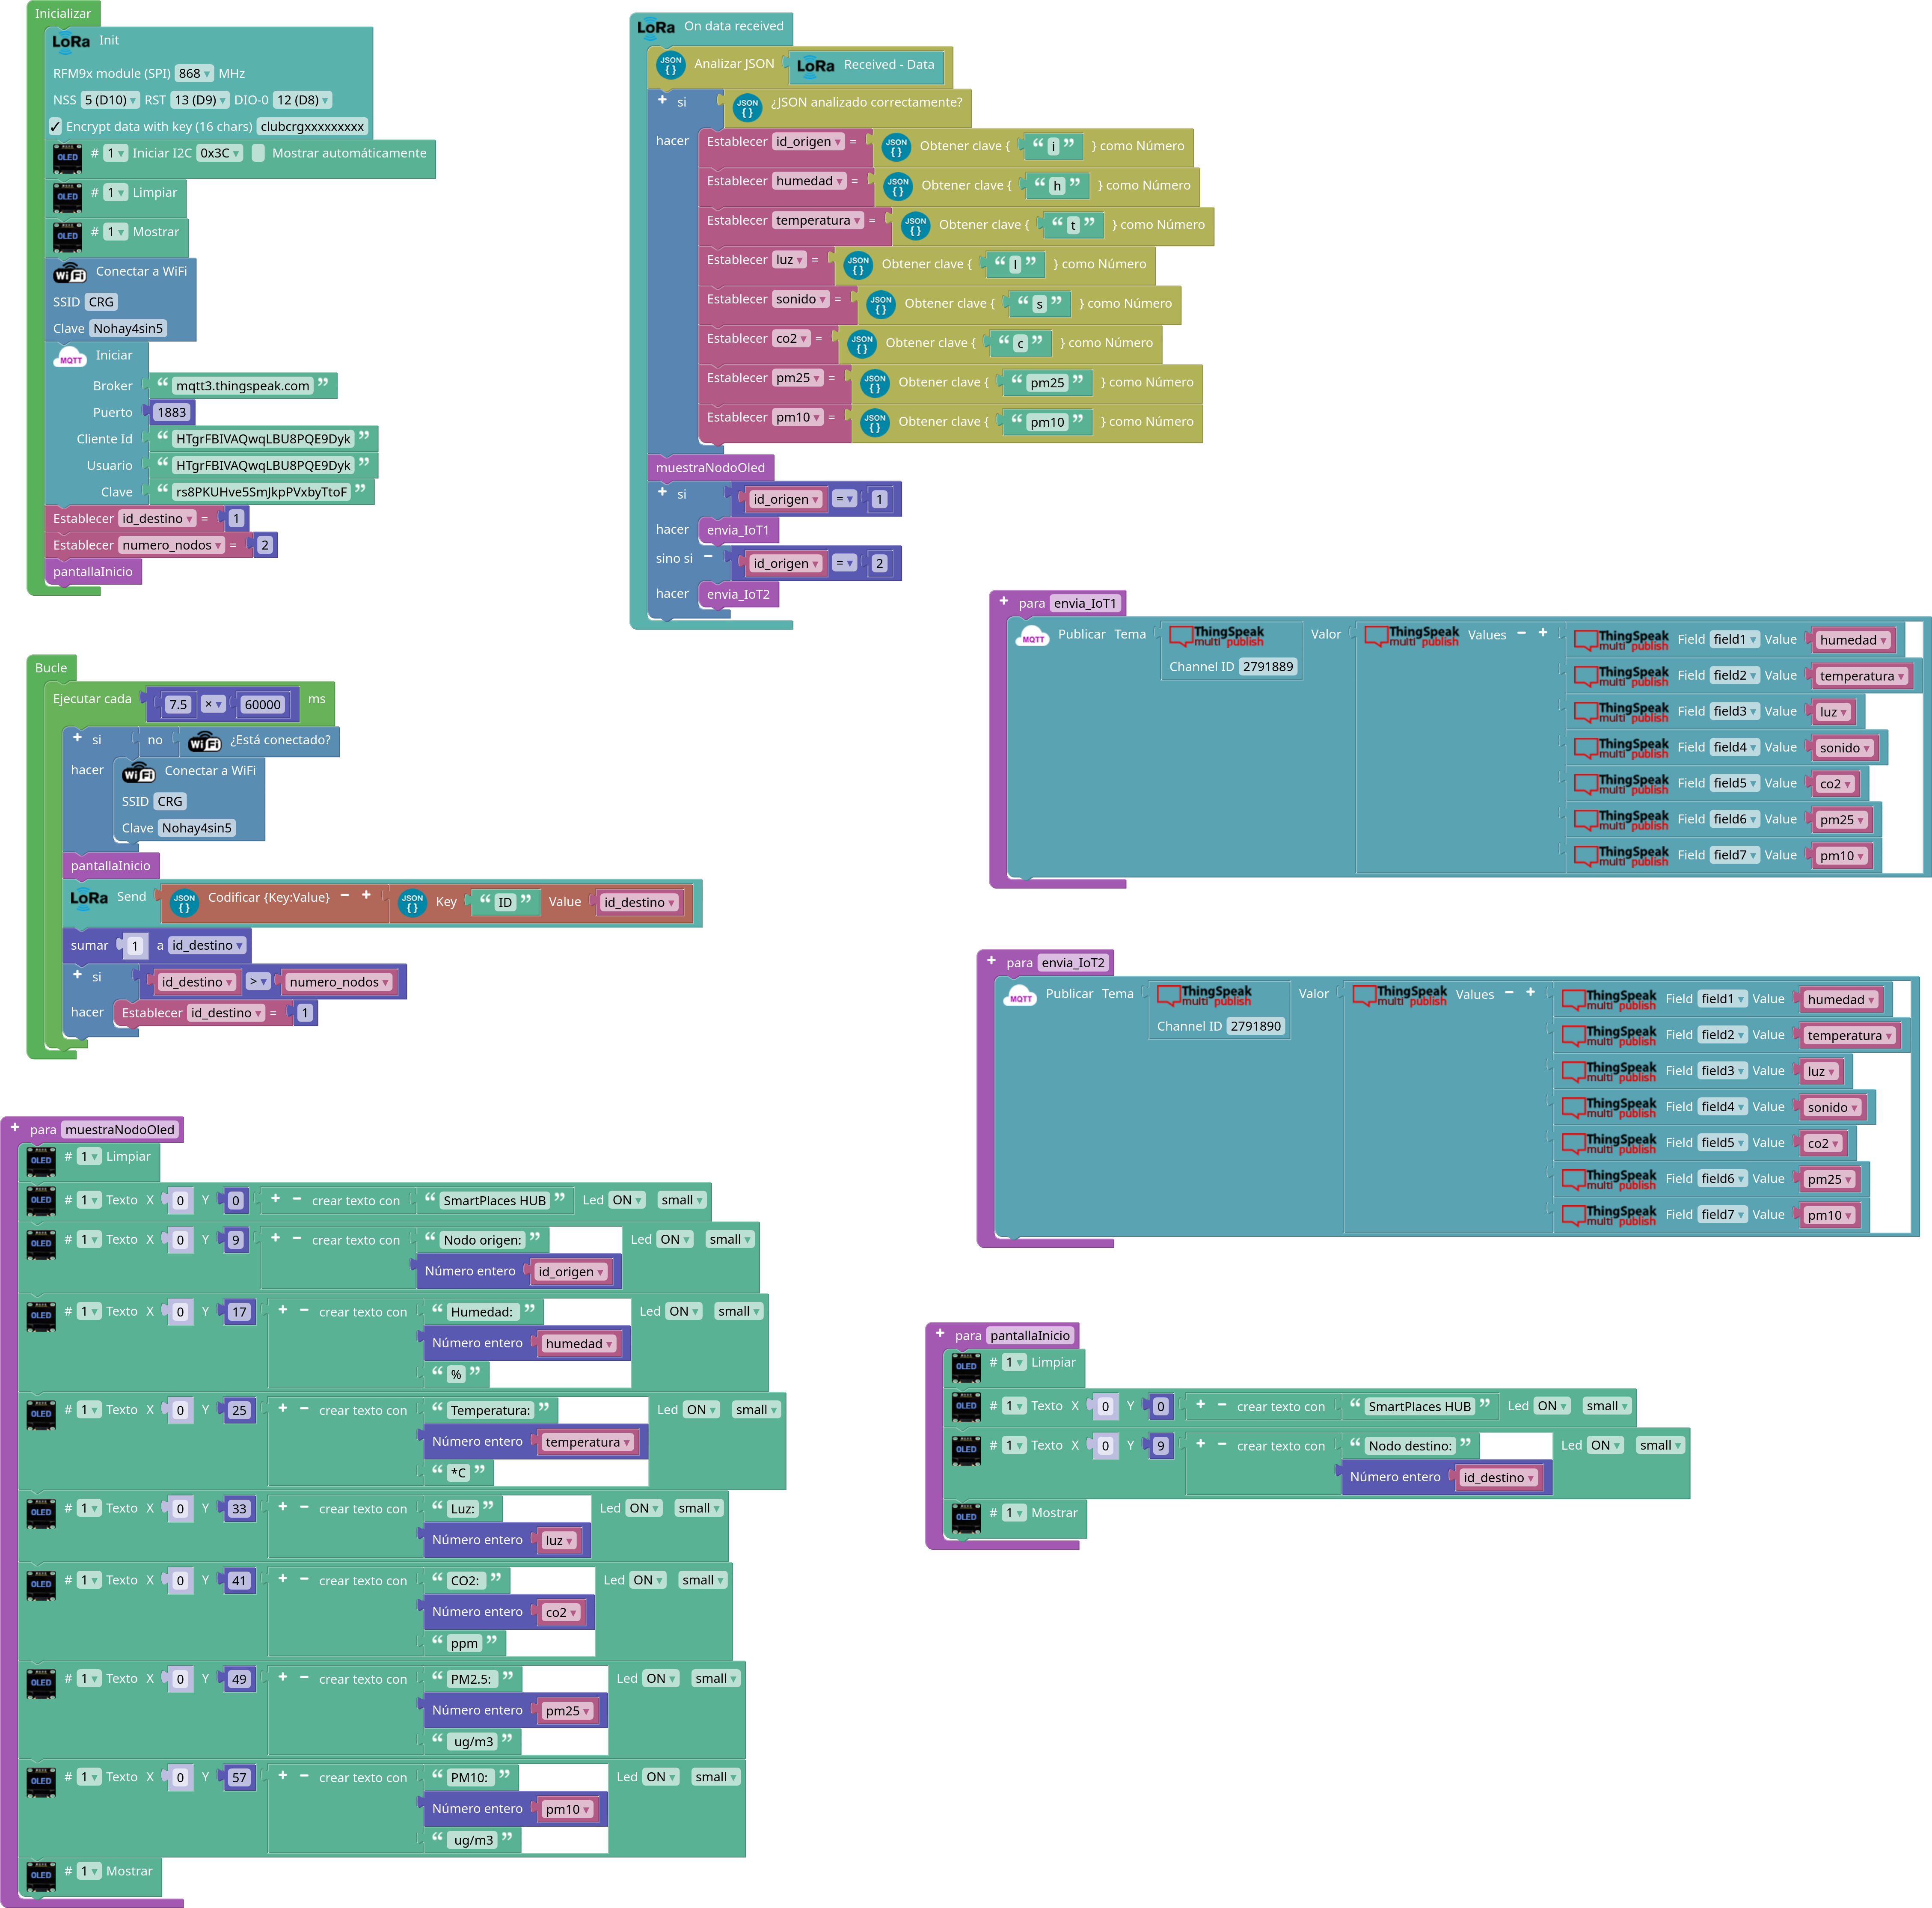 Inicializar
LoRa Init
RFM9x module (SPI) 868 MHz
NSS 5 (D10) RST 13 (D9) DIO-0 12 (D8)
✓ Encrypt data with key (16 chars) clubcrgxxxxxxxxx
OLED # 1 Iniciar I2C 0x3C Mostrar automáticamente
OLED # 1 Limpiar
OLED # 1 Mostrar
WiFi Conectar a WiFi
SSID CRG
Clave Nohay4sin5
MQTT Iniciar
Broker “ mqtt3.thingspeak.com ”
Puerto 1883
Cliente Id “ HTgrFBIVAQwqLBU8PQE9Dyk ”
Usuario “ HTgrFBIVAQwqLBU8PQE9Dyk ”
Clave “ rs8PKUHve5SmJkpPVxbyTtoF ”
Establecer id_destino = 1
Establecer numero_nodos = 2
pantallaInicio
LoRa On data received
JSON { } Analizar JSON LoRa Received - Data
+ si JSON { } ¿JSON analizado correctamente?
hacer Establecer id_origen = JSON { } Obtener clave { “ i ” } como Número
Establecer humedad = JSON { } Obtener clave { “ h ” } como Número
Establecer temperatura = JSON { } Obtener clave { “ t ” } como Número
Establecer luz = JSON { } Obtener clave { “ l ” } como Número
Establecer sonido = JSON { } Obtener clave { “ s ” } como Número
Establecer co2 = JSON { } Obtener clave { “ c ” } como Número
Establecer pm25 = JSON { } Obtener clave { “ pm25 ” } como Número
Establecer pm10 = JSON { } Obtener clave { “ pm10 ” } como Número
muestraNodoOled
+ si id_origen = 1
hacer envia_IoT1
sino si − id_origen = 2
hacer envia_IoT2
Bucle
Ejecutar cada 7.5 × 60000 ms
+ si no WiFi ¿Está conectado?
hacer WiFi Conectar a WiFi
SSID CRG
Clave Nohay4sin5
pantallaInicio
LoRa Send JSON { } Codificar {Key:Value} − + JSON { } Key “ ID ” Value id_destino
sumar 1 a id_destino
+ si id_destino > numero_nodos
hacer Establecer id_destino = 1
+ para envia_IoT1
MQTT Publicar Tema ThingSpeak multi publish Valor ThingSpeak multi publish Values − + ThingSpeak multi publish Field field1 Value humedad
Channel ID 2791889
ThingSpeak multi publish Field field2 Value temperatura
ThingSpeak multi publish Field field3 Value luz
ThingSpeak multi publish Field field4 Value sonido
ThingSpeak multi publish Field field5 Value co2
ThingSpeak multi publish Field field6 Value pm25
ThingSpeak multi publish Field field7 Value pm10
+ para envia_IoT2
MQTT Publicar Tema ThingSpeak multi publish Valor ThingSpeak multi publish Values − + ThingSpeak multi publish Field field1 Value humedad
Channel ID 2791890
ThingSpeak multi publish Field field2 Value temperatura
ThingSpeak multi publish Field field3 Value luz
ThingSpeak multi publish Field field4 Value sonido
ThingSpeak multi publish Field field5 Value co2
ThingSpeak multi publish Field field6 Value pm25
ThingSpeak multi publish Field field7 Value pm10
+ para muestraNodoOled
OLED # 1 Limpiar
OLED # 1 Texto X 0 Y 0 + − crear texto con “ SmartPlaces HUB ” Led ON small
OLED # 1 Texto X 0 Y 9 + − crear texto con “ Nodo origen: ” Led ON small
Número entero id_origen
OLED # 1 Texto X 0 Y 17 + − crear texto con “ Humedad: ” Led ON small
Número entero humedad
“ % ”
OLED # 1 Texto X 0 Y 25 + − crear texto con “ Temperatura: ” Led ON small
Número entero temperatura
“ *C ”
OLED # 1 Texto X 0 Y 33 + − crear texto con “ Luz: ” Led ON small
Número entero luz
OLED # 1 Texto X 0 Y 41 + − crear texto con “ CO2: ” Led ON small
Número entero co2
“ ppm ”
OLED # 1 Texto X 0 Y 49 + − crear texto con “ PM2.5: ” Led ON small
Número entero pm25
“ ug/m3 ”
OLED # 1 Texto X 0 Y 57 + − crear texto con “ PM10: ” Led ON small
Número entero pm10
“ ug/m3 ”
OLED # 1 Mostrar
+ para pantallaInicio
OLED # 1 Limpiar
OLED # 1 Texto X 0 Y 0 + − crear texto con “ SmartPlaces HUB ” Led ON small
OLED # 1 Texto X 0 Y 9 + − crear texto con “ Nodo destino: ” Led ON small
Número entero id_destino
OLED # 1 Mostrar